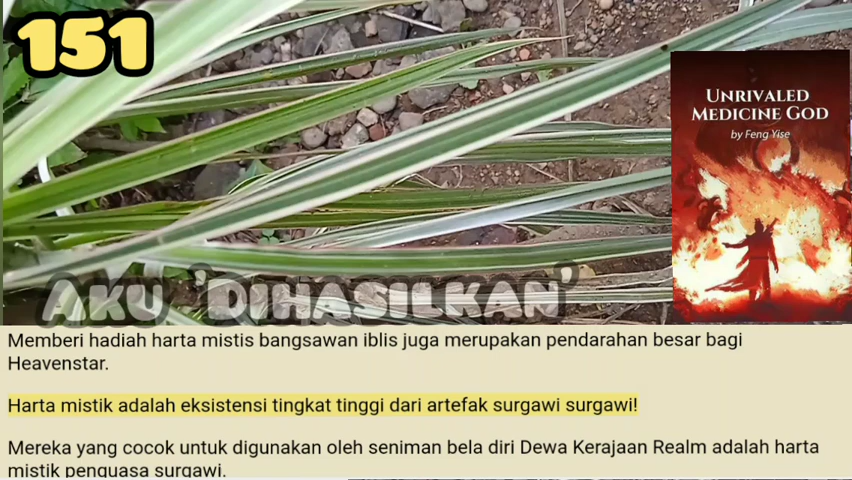 151
UNRIVALED
MEDICINE GOD
by Feng Yise
AKU 'DIHASILKAN'
Memberi hadiah harta mistis bangsawan iblis juga merupakan pendarahan besar bagi
Heavenstar.
Harta mistik adalah eksistensi tingkat tinggi dari artefak surgawi surgawi!
Mereka yang cocok untuk digunakan oleh seniman bela diri Dewa Kerajaan Realm adalah harta
mistik penguasa surgawi.